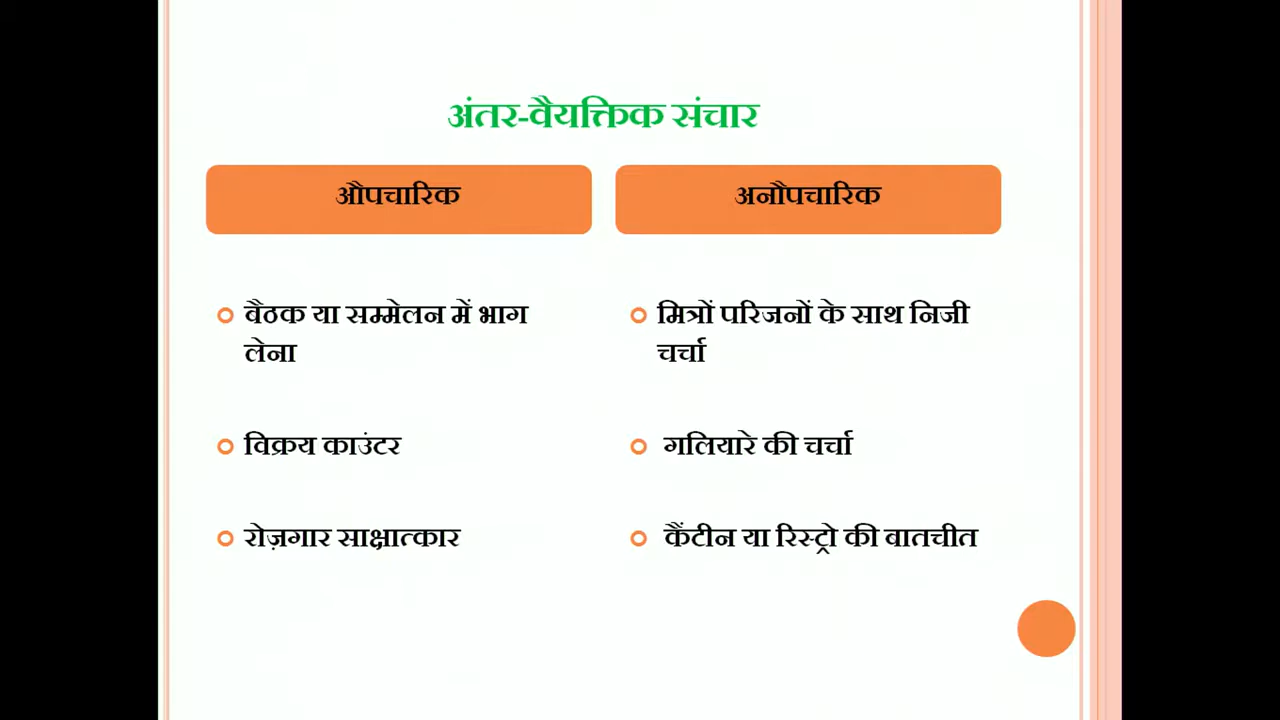 अंतर-वैयक्तिक संचार
औपचारिक
बैठक या सम्मेलन में भाग
लेना
विक्रय काउंटर
रोज़गार साक्षात्कार
अनौपचारिक
मित्रों परिजनों के साथ निजी
चर्चा
गलियारे की चर्चा
कैंटीन या रिस्ट्रो की बातचीत